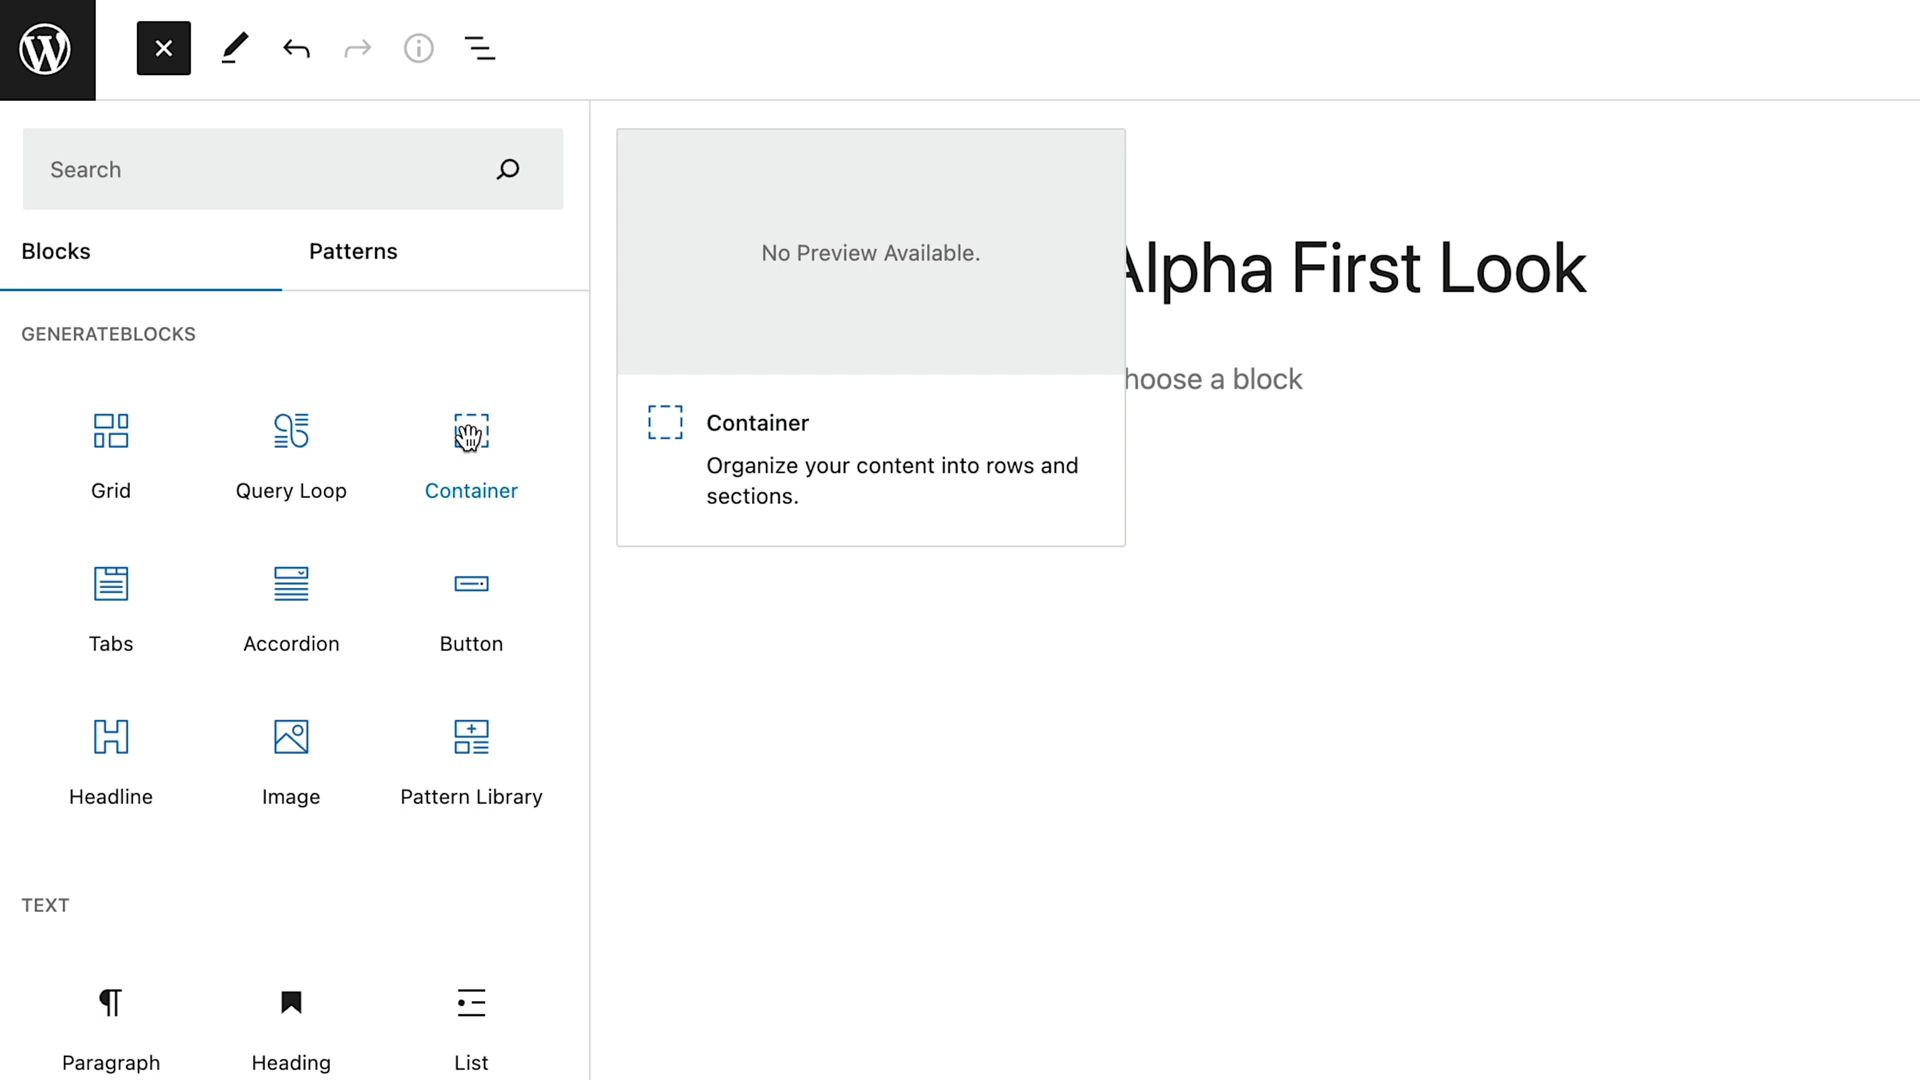 Search
Blocks
Patterns
GENERATEBLOCKS
Grid
Query Loop
Container
Tabs
Accordion
Button
Headline
Image
Pattern Library
TEXT
Paragraph
Heading
List
No Preview Available.
Container
Organize your content into rows and
sections.
Alpha First Look
hoose a block